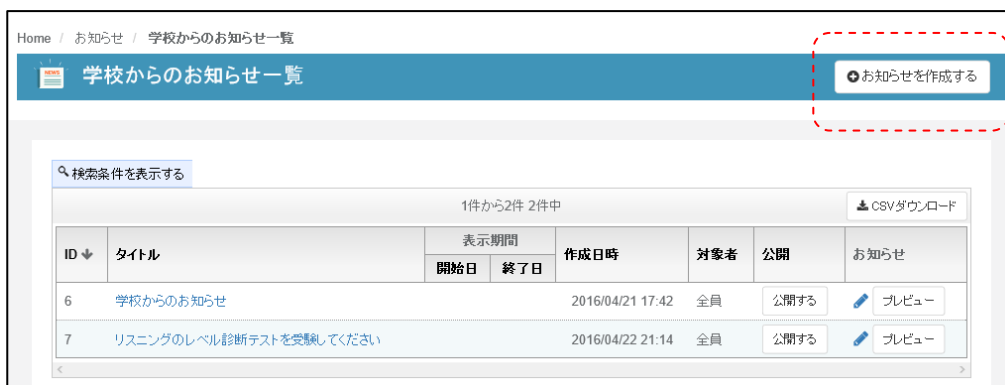 Home / お知らせ / 学校からのお知らせ一覧
NEWS 学校からのお知らせ一覧 お知らせを作成する
検索条件を表示する
1件から2件 2件中 CSVダウンロード
表示期間
ID タイトル 作成日時 対象者 公開 お知らせ
開始日 終了日
6 学校からのお知らせ 2016/04/21 17:42 全員 公開する プレビュー
7 リスニングのレベル診断テストを受験してください 2016/04/22 21:14 全員 公開する プレビュー